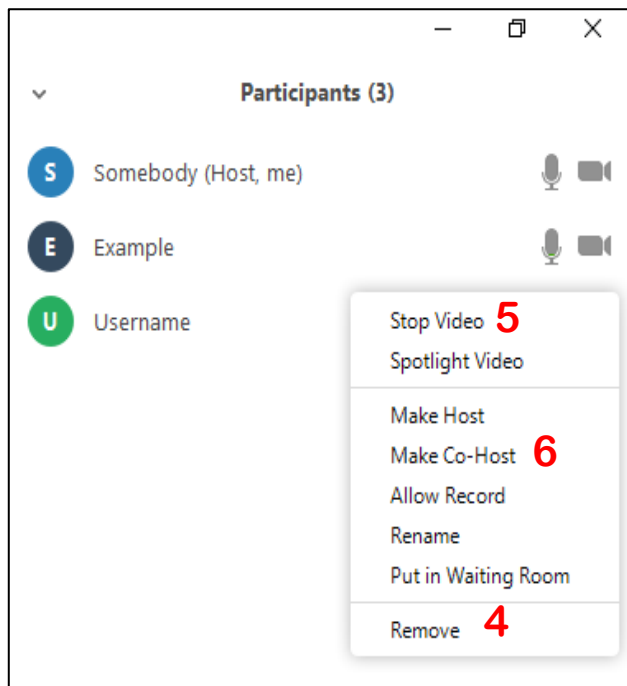 Participants (3)
S Somebody (Host, me)
E Example
U Username
Stop Video 5
Spotlight Video
Make Host
Make Co-Host 6
Allow Record
Rename
Put in Waiting Room
Remove 4